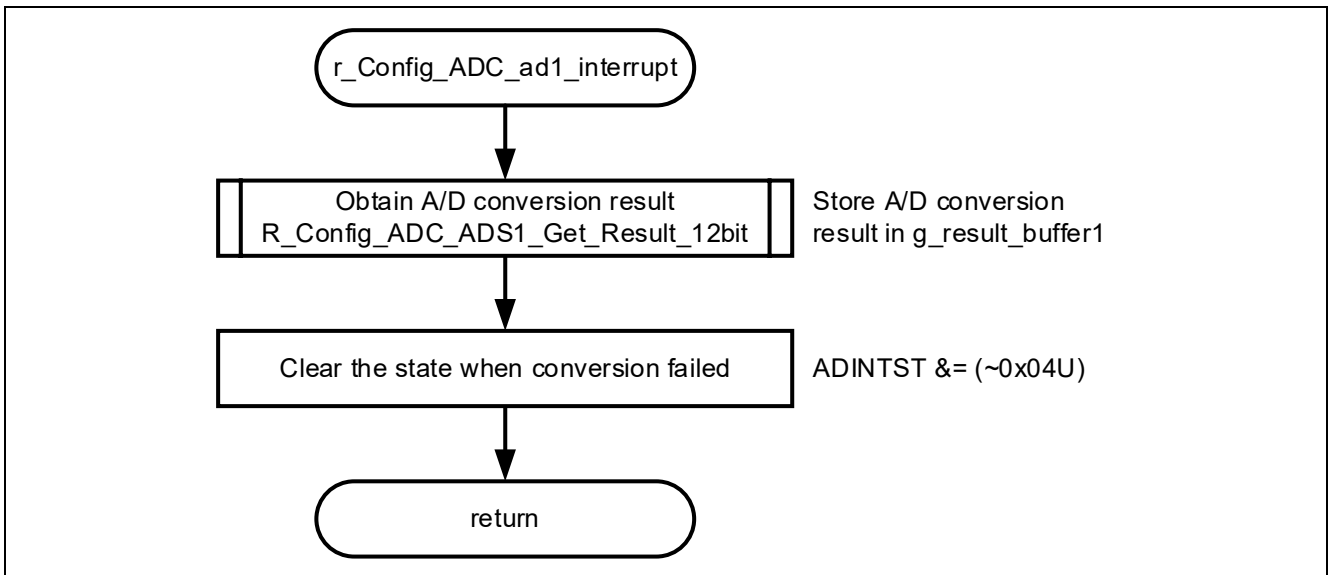 r_Config_ADC_ad1_interrupt
Obtain A/D conversion result
R_Config_ADC_ADS1_Get_Result_12bit
Store A/D conversion
result in g_result_buffer1
Clear the state when conversion failed
ADINTST &= (~0x04U)
return